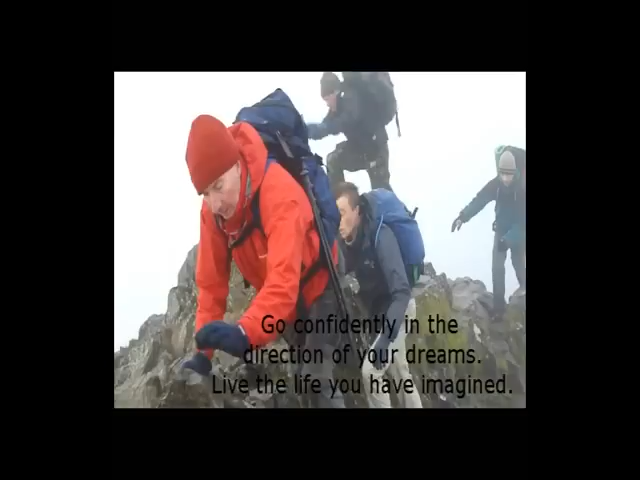 Go confidently in the
direction of your dreams.
Live the life you have imagined.